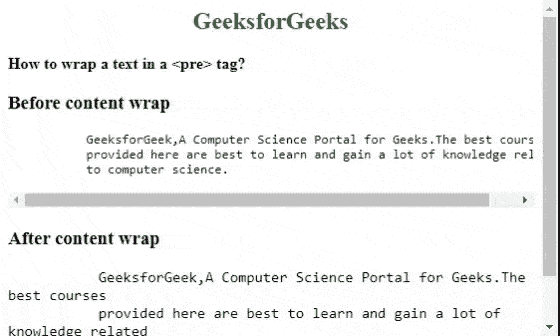 GeeksforGeeks
How to wrap a text in a <pre> tag?
Before content wrap
GeeksforGeek,A Computer Science Portal for Geeks.The best cours
provided here are best to learn and gain a lot of knowledge rel
to computer science.
After content wrap
GeeksforGeek,A Computer Science Portal for Geeks.The
best courses
provided here are best to learn and gain a lot of
knowledge related